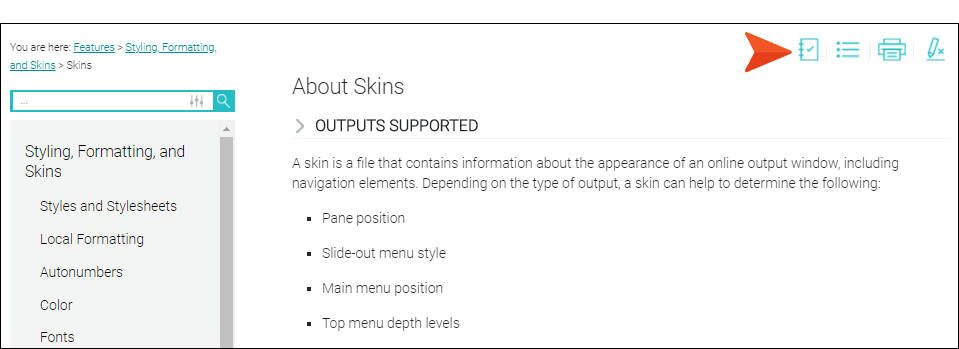 You are here: Features > Styling, Formatting,
and Skins > Skins
...
Styling, Formatting, and
Skins
Styles and Stylesheets
Local Formatting
Autonumbers
Color
Fonts
About Skins
OUTPUTS SUPPORTED
A skin is a file that contains information about the appearance of an online output window, including
navigation elements. Depending on the type of output, a skin can help to determine the following:
▪ Pane position
▪ Slide-out menu style
▪ Main menu position
▪ Top menu depth levels